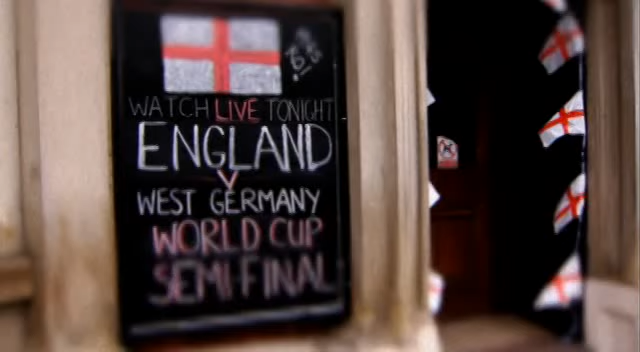 WATCH LIVE TONIGHT
ENGLAND
V
WEST GERMANY
WORLD CUP
SEMI FINAL